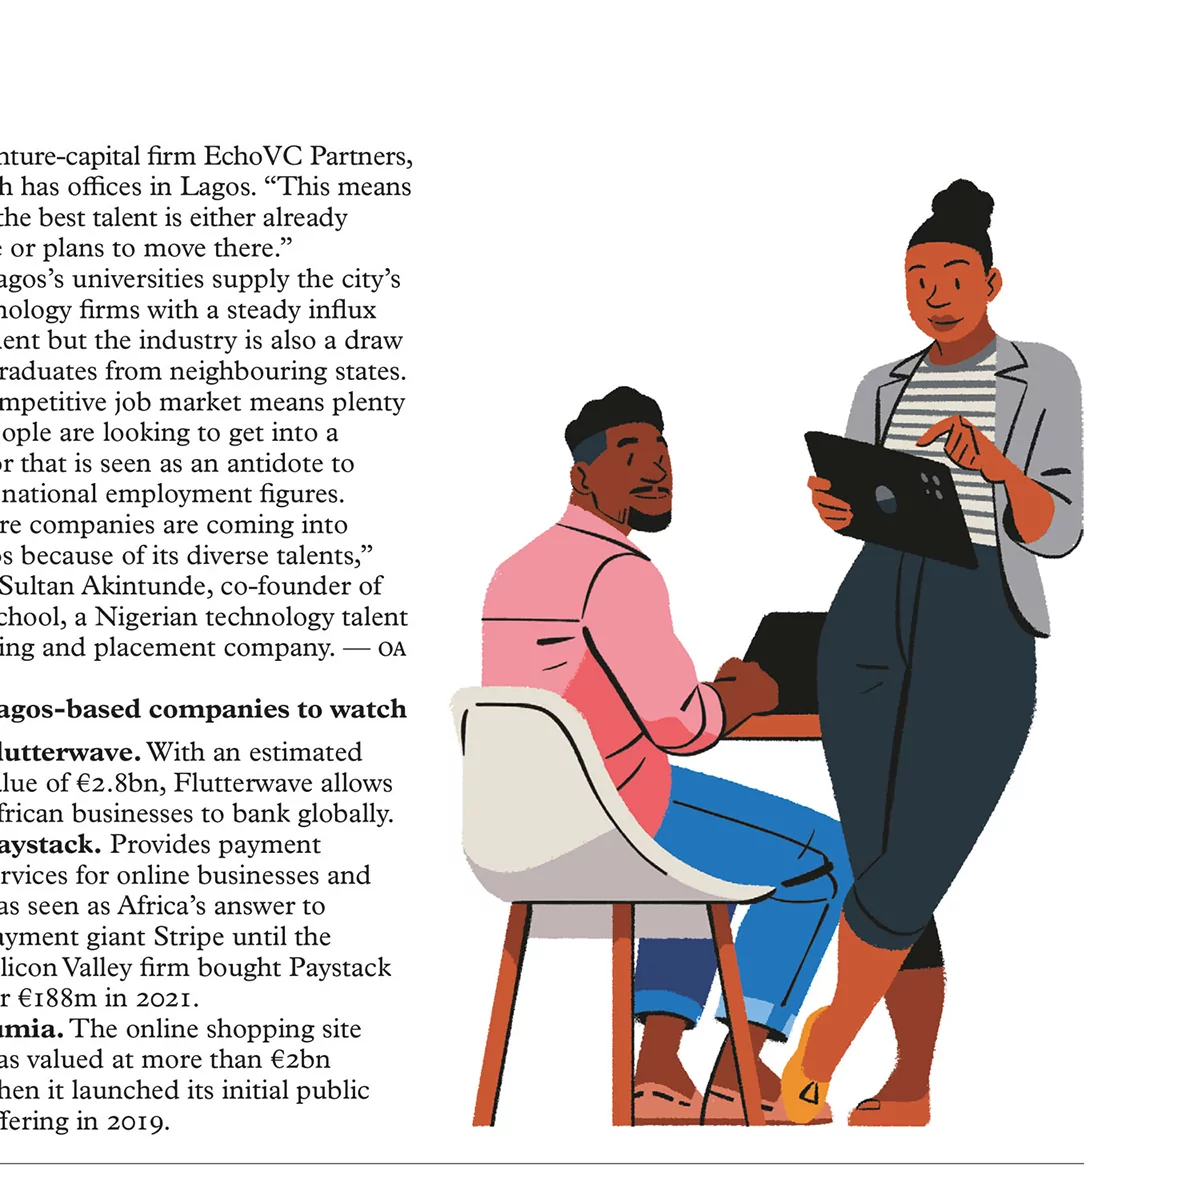 nture-capital firm EchoVC Partners,
h has offices in Lagos. “This means
the best talent is either already
e or plans to move there.”
agos’s universities supply the city’s
nology firms with a steady influx
lent but the industry is also a draw
raduates from neighbouring states.
mpetitive job market means plenty
ople are looking to get into a
or that is seen as an antidote to
national employment figures.
re companies are coming into
os because of its diverse talents,”
Sultan Akintunde, co-founder of
chool, a Nigerian technology talent
ing and placement company. — OA
agos-based companies to watch
lutterwave. With an estimated
alue of €2.8bn, Flutterwave allows
frican businesses to bank globally.
aystack. Provides payment
ervices for online businesses and
as seen as Africa’s answer to
ayment giant Stripe until the
licon Valley firm bought Paystack
r €188m in 2021.
umia. The online shopping site
as valued at more than €2bn
hen it launched its initial public
ffering in 2019.